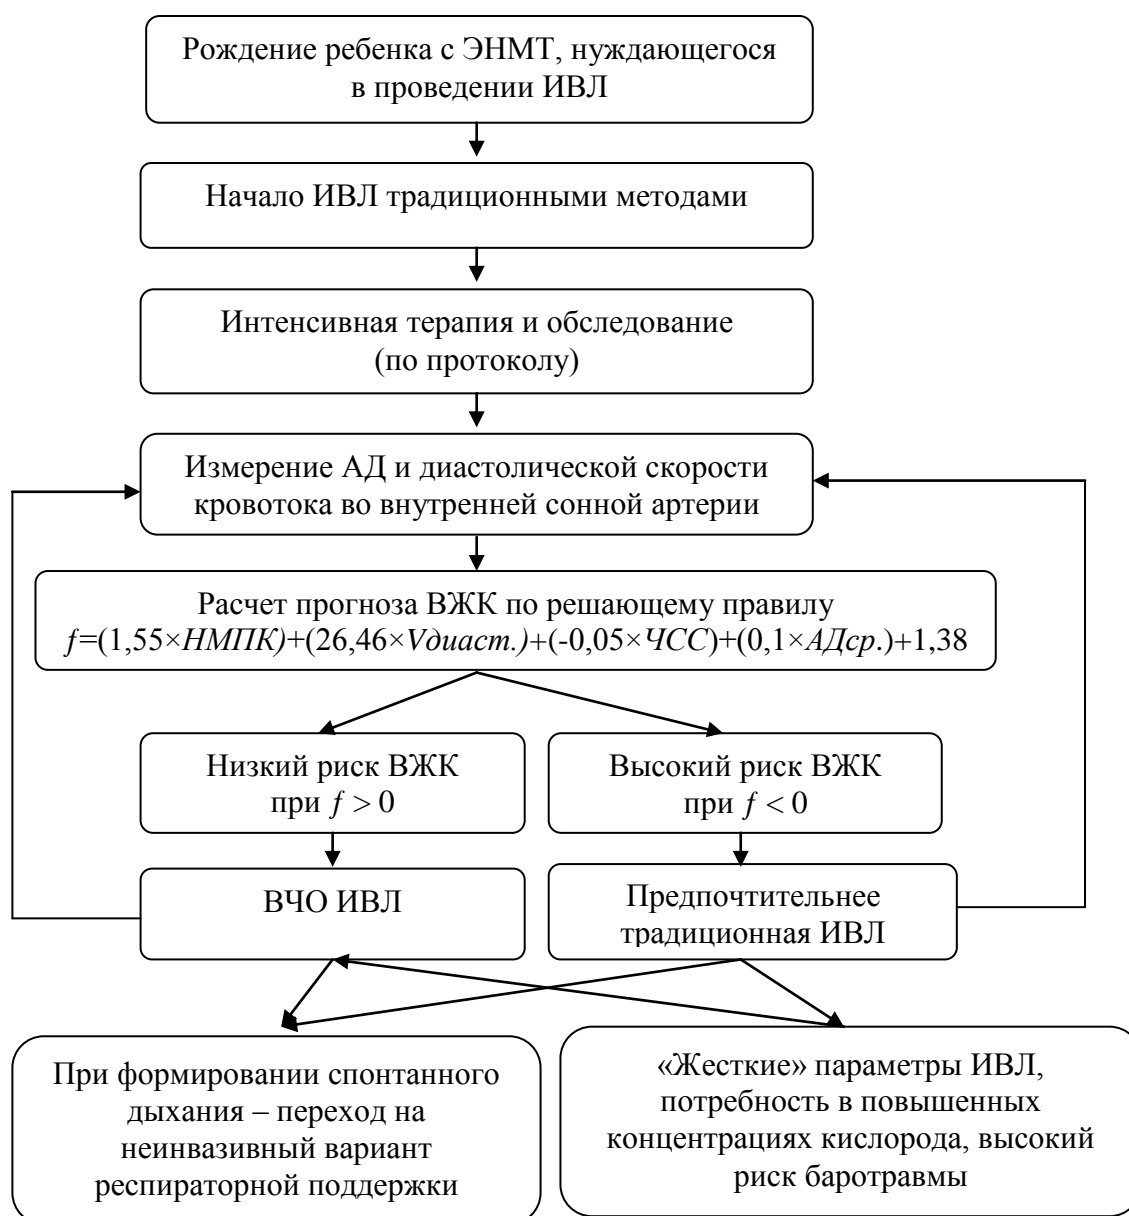 Рождение ребенка с ЭНМТ, нуждающегося
в проведении ИВЛ
Начало ИВЛ традиционными методами
Интенсивная терапия и обследование
(по протоколу)
Измерение АД и диастолической скорости
кровотока во внутренней сонной артерии
Расчет прогноза ВЖК по решающему правилу
f=(1,55×НМПК)+(26,46×Vдиаст.)+(-0,05×ЧСС)+(0,1×АДср.)+1,38
Низкий риск ВЖК
при f > 0
Высокий риск ВЖК
при f < 0
ВЧО ИВЛ
Предпочтительнее
традиционная ИВЛ
При формировании спонтанного
дыхания – переход на
неинвазивный вариант
респираторной поддержки
«Жесткие» параметры ИВЛ,
потребность в повышенных
концентрациях кислорода, высокий
риск баротравмы